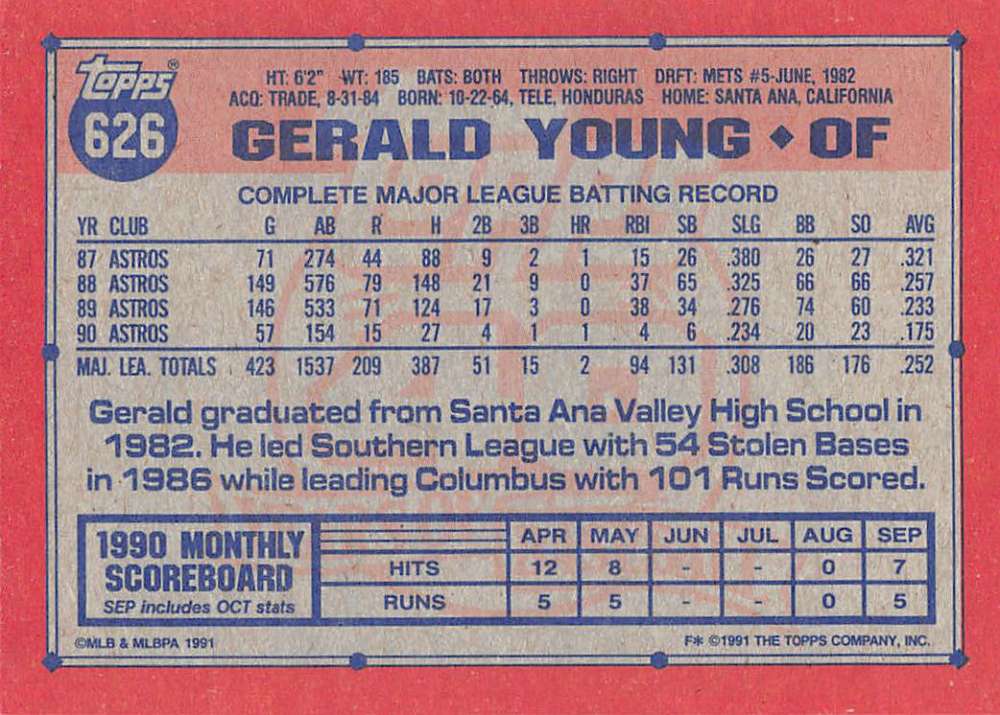 Topps®
626
HT: 6'2" WT: 185 BATS: BOTH THROWS: RIGHT DRFT: METS #5-JUNE, 1982
ACQ: TRADE, 8-31-84 BORN: 10-22-64, TELE, HONDURAS HOME: SANTA ANA, CALIFORNIA
GERALD YOUNG ◆ OF
COMPLETE MAJOR LEAGUE BATTING RECORD
YR CLUB G AB R H 2B 3B HR RBI SB SLG BB SO AVG
87 ASTROS 71 274 44 88 9 2 1 15 26 .380 26 27 .321
88 ASTROS 149 576 79 148 21 9 0 37 65 .325 66 66 .257
89 ASTROS 146 533 71 124 17 3 0 38 34 .276 74 60 .233
90 ASTROS 57 154 15 27 4 1 1 4 6 .234 20 23 .175
MAJ. LEA. TOTALS 423 1537 209 387 51 15 2 94 131 .308 186 176 .252
Gerald graduated from Santa Ana Valley High School in
1982. He led Southern League with 54 Stolen Bases
in 1986 while leading Columbus with 101 Runs Scored.
1990 MONTHLY
SCOREBOARD
SEP includes OCT stats
APR MAY JUN JUL AUG SEP
HITS 12 8 - - 0 7
RUNS 5 5 - - 0 5
©MLB & MLBPA 1991
F* ©1991 THE TOPPS COMPANY, INC.